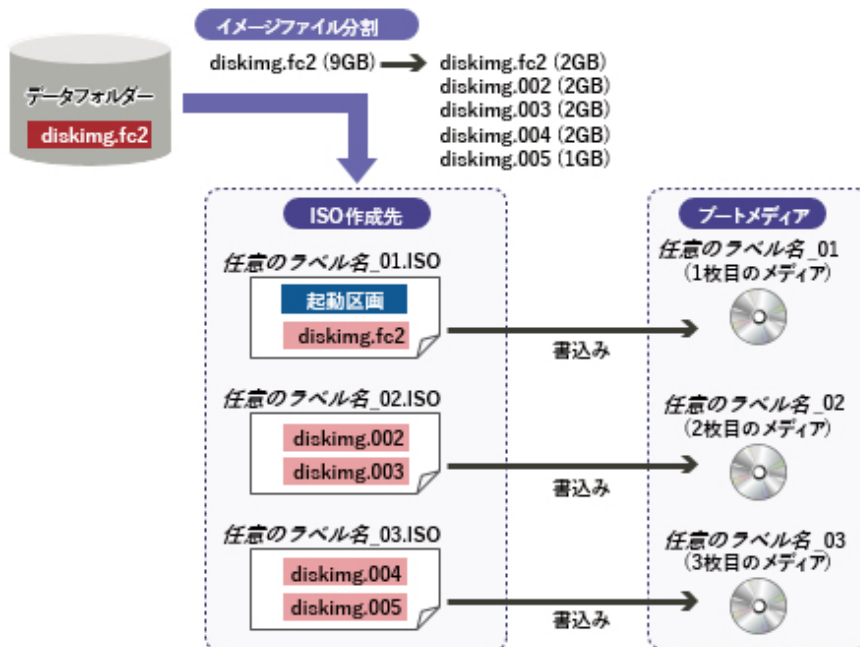 イメージファイル分割
diskimg.fc2 (9GB)
diskimg.fc2 (2GB)
diskimg.002 (2GB)
diskimg.003 (2GB)
diskimg.004 (2GB)
diskimg.005 (1GB)
データフォルダー
diskimg.fc2
ISO作成先
任意のラベル名_01.ISO
起動区画
diskimg.fc2
任意のラベル名_02.ISO
diskimg.002
diskimg.003
任意のラベル名_03.ISO
diskimg.004
diskimg.005
書込み
書込み
書込み
ブートメディア
任意のラベル名_01
(1枚目のメディア)
任意のラベル名_02
(2枚目のメディア)
任意のラベル名_03
(3枚目のメディア)